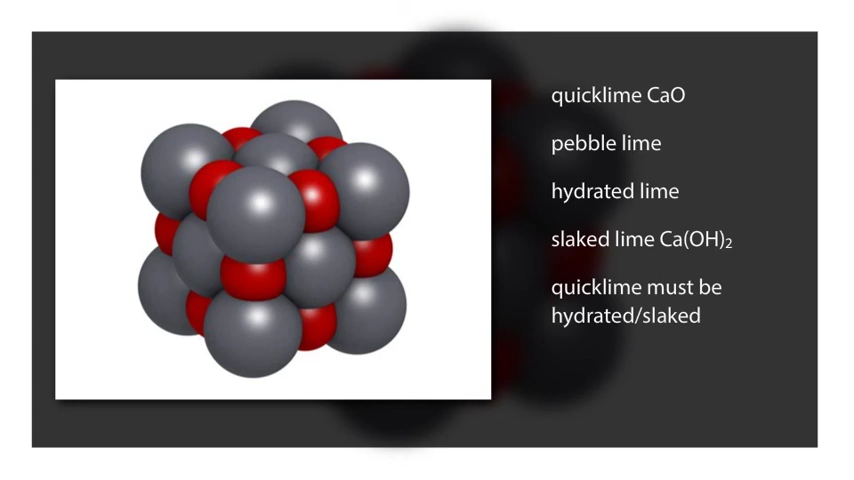 quicklime CaO
pebble lime
hydrated lime
slaked lime Ca(OH)₂
quicklime must be
hydrated/slaked